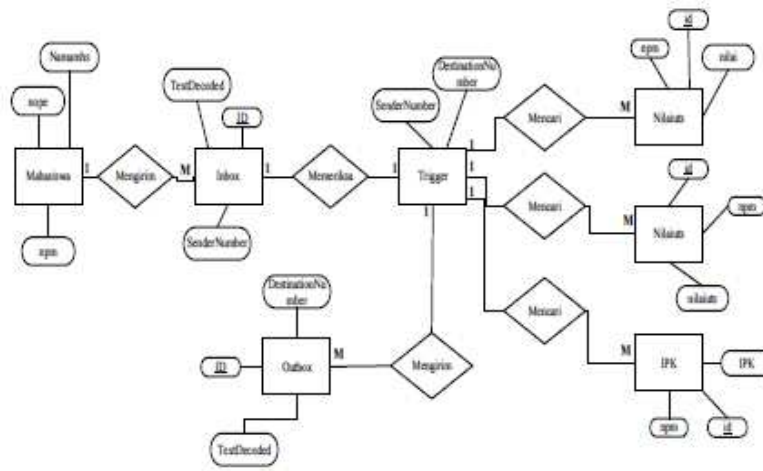 Namamhs
nope
Mahasiswa
npm
1
Mengirim
M
TextDecoded
ID
Inbox
SenderNumber
1
Memeriksa
1
SenderNumber
DestinationNu
mber
Trigger
1
1
1
1
Mencari
M
npm
id
nilai
Nilaiuts
Mencari
M
id
npm
Nilaiuts
nilaiuts
Mencari
M
IPK
IPK
npm
id
Mengirim
M
DestinationNu
mber
ID
Outbox
TextDecoded